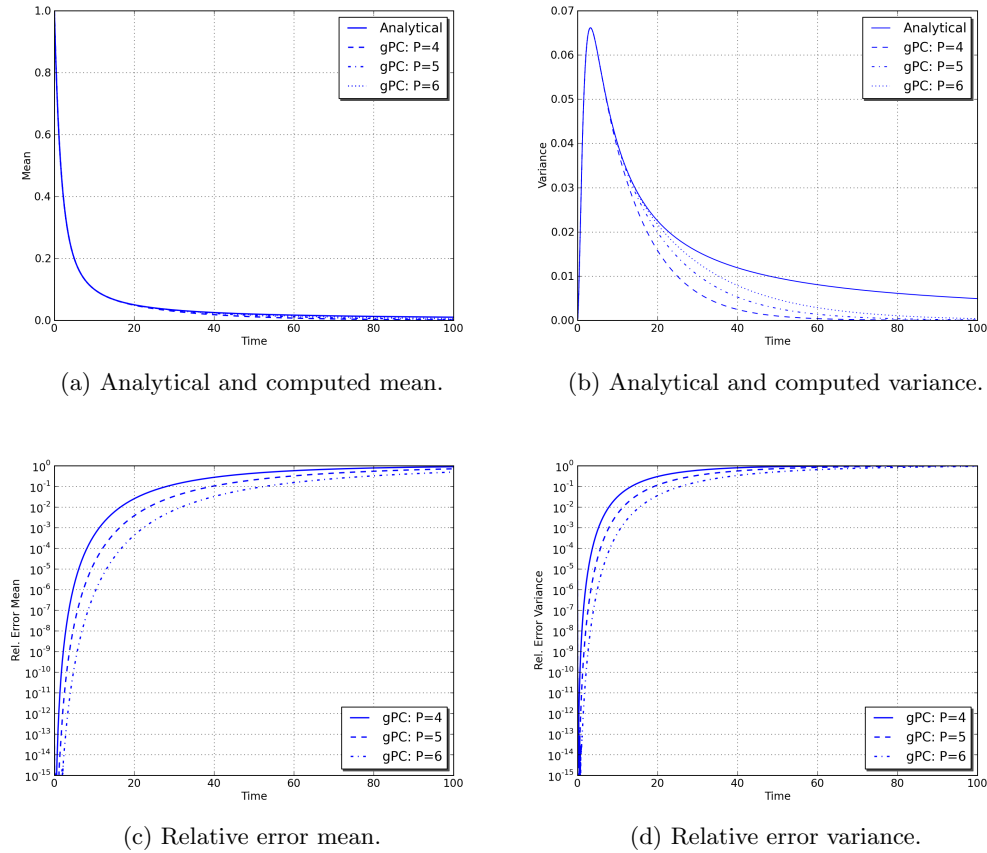 1.0
0.8
0.6
0.4
0.2
0.0
Mean
0 20 40 60 80 100
Time
Analytical
gPC: P=4
gPC: P=5
gPC: P=6
(a) Analytical and computed mean.
0.07
0.06
0.05
0.04
0.03
0.02
0.01
0.00
Variance
0 20 40 60 80 100
Time
Analytical
gPC: P=4
gPC: P=5
gPC: P=6
(b) Analytical and computed variance.
10^0
10^-1
10^-2
10^-3
10^-4
10^-5
10^-6
10^-7
10^-8
10^-9
10^-10
10^-11
10^-12
10^-13
10^-14
10^-15
Rel. Error Mean
0 20 40 60 80 100
Time
gPC: P=4
gPC: P=5
gPC: P=6
(c) Relative error mean.
10^0
10^-1
10^-2
10^-3
10^-4
10^-5
10^-6
10^-7
10^-8
10^-9
10^-10
10^-11
10^-12
10^-13
10^-14
10^-15
Rel. Error Variance
0 20 40 60 80 100
Time
gPC: P=4
gPC: P=5
gPC: P=6
(d) Relative error variance.